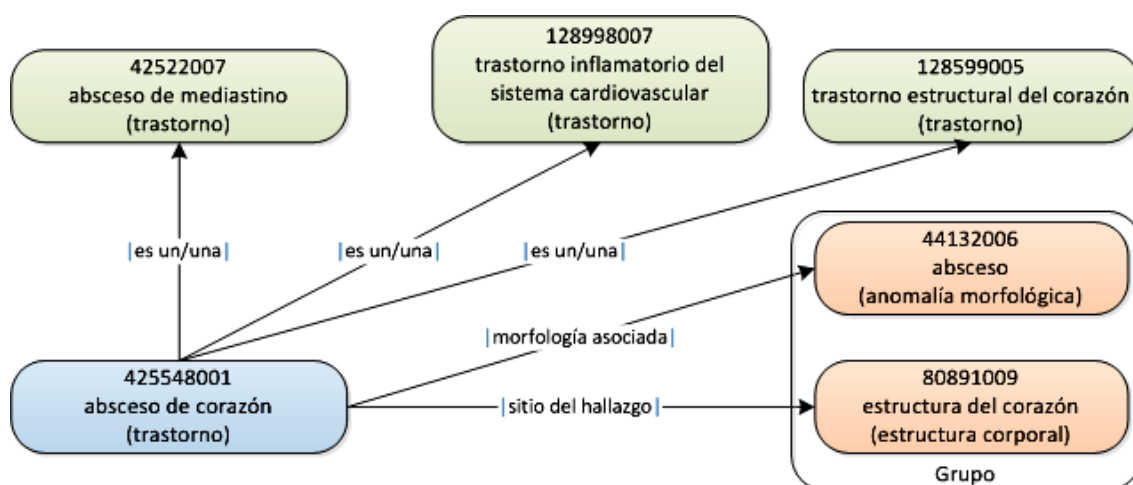 42522007
absceso de mediastino
(trastorno)
128998007
trastorno inflamatorio del
sistema cardiovascular
(trastorno)
128599005
trastorno estructural del corazón
(trastorno)
|es un/una|
|es un/una|
|es un/una|
44132006
absceso
(anomalía morfológica)
|morfología asociada|
425548001
absceso de corazón
(trastorno)
|sitio del hallazgo|
80891009
estructura del corazón
(estructura corporal)
Grupo